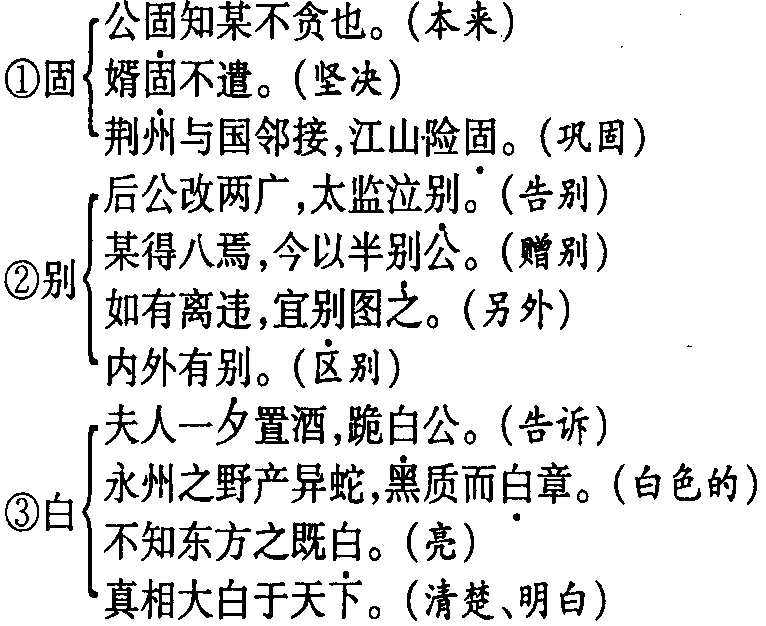 公固知某不贪也。(本来)
①固 婿固不遣。(坚决)
荆州与国邻接,江山险固。(巩固)
后公改两广,太监泣别。(告别)
某得八焉,今以半别公。(赠别)
②别
如有离违,宜别图之。(另外)
内外有别。(区别)
夫人一夕置酒,跪白公。(告诉)
永州之野产异蛇,黑质而白章。(白色的)
③白
不知东方之既白。(亮)
真相大白于天下。(清楚、明白)